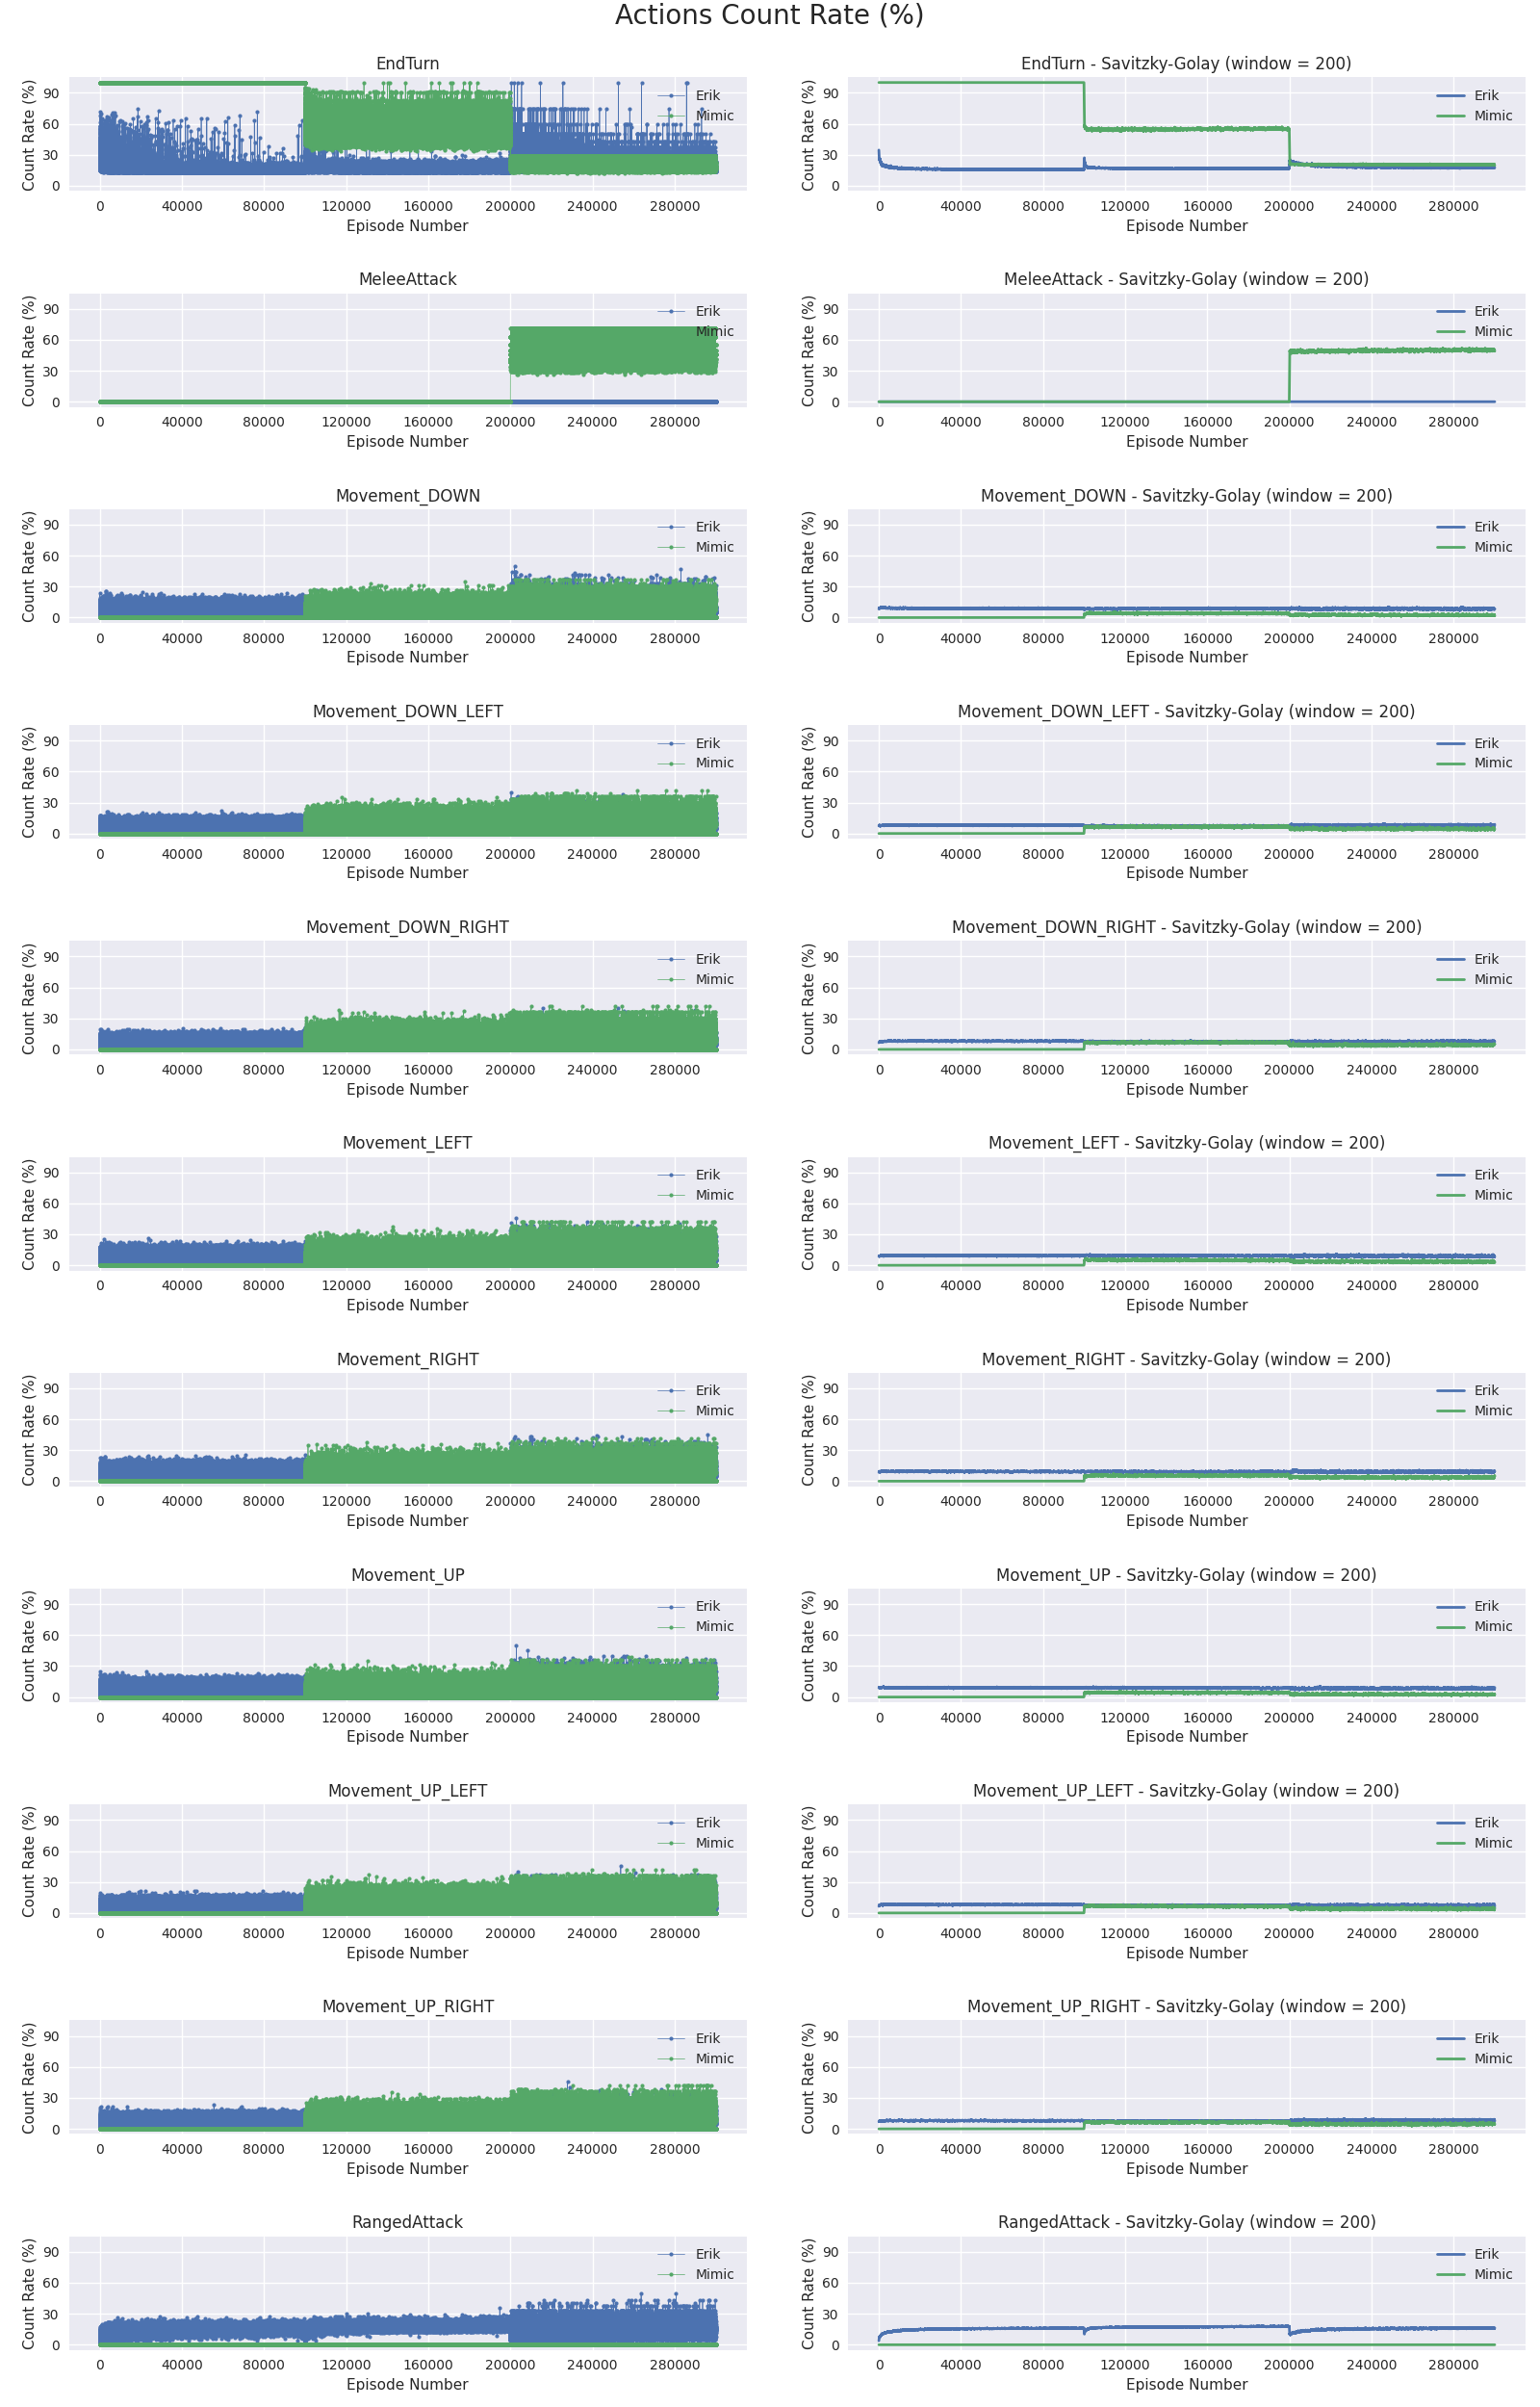 Actions Count Rate (%)
EndTurn
Count Rate (%)
90
60
30
0
Erik
Mimic
0 40000 80000 120000 160000 200000 240000 280000
Episode Number
EndTurn - Savitzky-Golay (window = 200)
Count Rate (%)
90
60
30
0
Erik
Mimic
0 40000 80000 120000 160000 200000 240000 280000
Episode Number
MeleeAttack
Count Rate (%)
90
60
30
0
Erik
Mimic
0 40000 80000 120000 160000 200000 240000 280000
Episode Number
MeleeAttack - Savitzky-Golay (window = 200)
Count Rate (%)
90
60
30
0
Erik
Mimic
0 40000 80000 120000 160000 200000 240000 280000
Episode Number
Movement_DOWN
Count Rate (%)
90
60
30
0
Erik
Mimic
0 40000 80000 120000 160000 200000 240000 280000
Episode Number
Movement_DOWN - Savitzky-Golay (window = 200)
Count Rate (%)
90
60
30
0
Erik
Mimic
0 40000 80000 120000 160000 200000 240000 280000
Episode Number
Movement_DOWN_LEFT
Count Rate (%)
90
60
30
0
Erik
Mimic
0 40000 80000 120000 160000 200000 240000 280000
Episode Number
Movement_DOWN_LEFT - Savitzky-Golay (window = 200)
Count Rate (%)
90
60
30
0
Erik
Mimic
0 40000 80000 120000 160000 200000 240000 280000
Episode Number
Movement_DOWN_RIGHT
Count Rate (%)
90
60
30
0
Erik
Mimic
0 40000 80000 120000 160000 200000 240000 280000
Episode Number
Movement_DOWN_RIGHT - Savitzky-Golay (window = 200)
Count Rate (%)
90
60
30
0
Erik
Mimic
0 40000 80000 120000 160000 200000 240000 280000
Episode Number
Movement_LEFT
Count Rate (%)
90
60
30
0
Erik
Mimic
0 40000 80000 120000 160000 200000 240000 280000
Episode Number
Movement_LEFT - Savitzky-Golay (window = 200)
Count Rate (%)
90
60
30
0
Erik
Mimic
0 40000 80000 120000 160000 200000 240000 280000
Episode Number
Movement_RIGHT
Count Rate (%)
90
60
30
0
Erik
Mimic
0 40000 80000 120000 160000 200000 240000 280000
Episode Number
Movement_RIGHT - Savitzky-Golay (window = 200)
Count Rate (%)
90
60
30
0
Erik
Mimic
0 40000 80000 120000 160000 200000 240000 280000
Episode Number
Movement_UP
Count Rate (%)
90
60
30
0
Erik
Mimic
0 40000 80000 120000 160000 200000 240000 280000
Episode Number
Movement_UP - Savitzky-Golay (window = 200)
Count Rate (%)
90
60
30
0
Erik
Mimic
0 40000 80000 120000 160000 200000 240000 280000
Episode Number
Movement_UP_LEFT
Count Rate (%)
90
60
30
0
Erik
Mimic
0 40000 80000 120000 160000 200000 240000 280000
Episode Number
Movement_UP_LEFT - Savitzky-Golay (window = 200)
Count Rate (%)
90
60
30
0
Erik
Mimic
0 40000 80000 120000 160000 200000 240000 280000
Episode Number
Movement_UP_RIGHT
Count Rate (%)
90
60
30
0
Erik
Mimic
0 40000 80000 120000 160000 200000 240000 280000
Episode Number
Movement_UP_RIGHT - Savitzky-Golay (window = 200)
Count Rate (%)
90
60
30
0
Erik
Mimic
0 40000 80000 120000 160000 200000 240000 280000
Episode Number
RangedAttack
Count Rate (%)
90
60
30
0
Erik
Mimic
0 40000 80000 120000 160000 200000 240000 280000
Episode Number
RangedAttack - Savitzky-Golay (window = 200)
Count Rate (%)
90
60
30
0
Erik
Mimic
0 40000 80000 120000 160000 200000 240000 280000
Episode Number